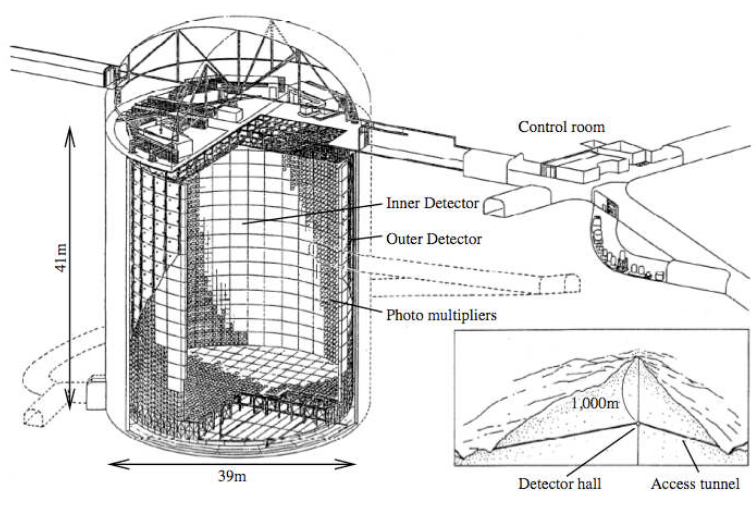 Control room
Inner Detector
Outer Detector
41m
Photo multipliers
1,000m
39m
Detector hall
Access tunnel